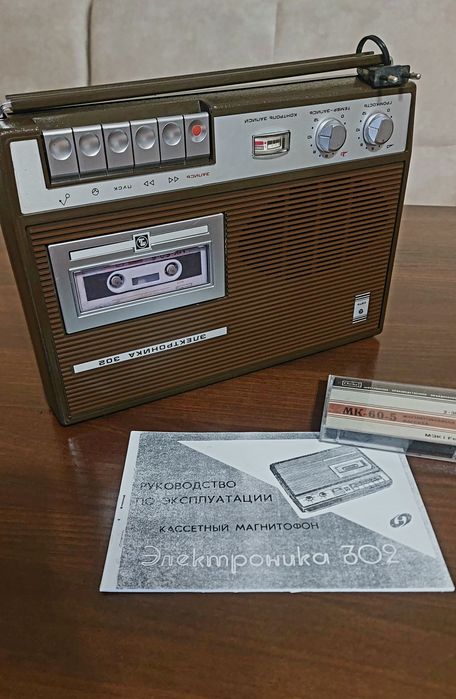 ГРОМКОСТЬ
ТЕМБР-ЗАПИСЬ
КОНТРОЛЬ ЗАПИСИ
ЗАПИСЬ
ПУСК
ЭЛЕКТРОНИКА 302
МК-60-5
РУКОВОДСТВО
ПО ЭКСПЛУАТАЦИИ
КАССЕТНЫЙ МАГНИТОФОН
Электроника 302